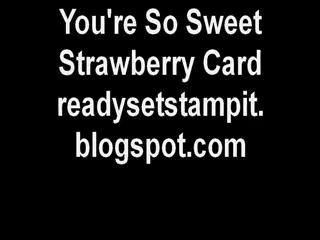 You're So Sweet
Strawberry Card
readysetstampit.
blogspot.com